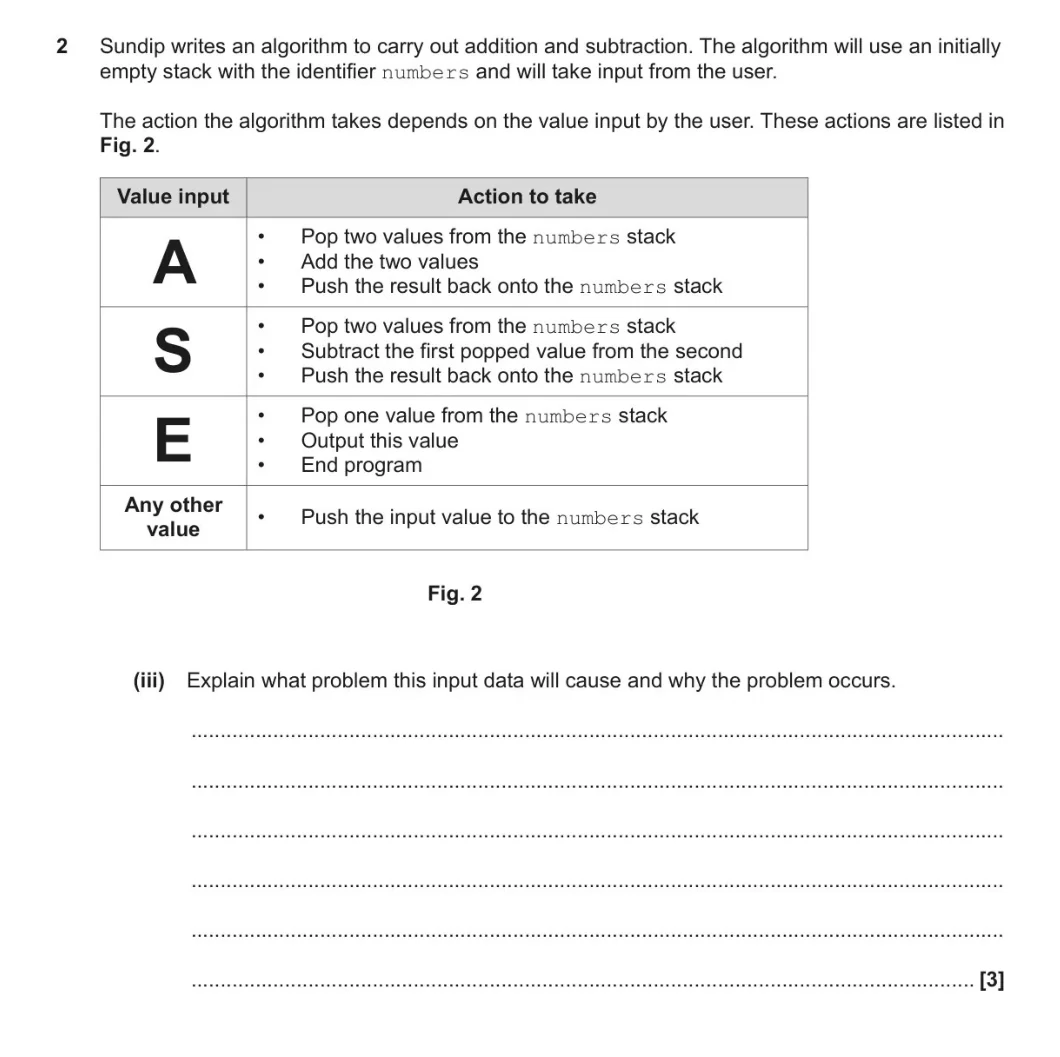 2 Sundip writes an algorithm to carry out addition and subtraction. The algorithm will use an initially
empty stack with the identifier numbers and will take input from the user.
The action the algorithm takes depends on the value input by the user. These actions are listed in
Fig. 2.
Value input Action to take
A
• Pop two values from the numbers stack
• Add the two values
• Push the result back onto the numbers stack
S
• Pop two values from the numbers stack
• Subtract the first popped value from the second
• Push the result back onto the numbers stack
E
• Pop one value from the numbers stack
• Output this value
• End program
Any other
value
• Push the input value to the numbers stack
Fig. 2
(iii) Explain what problem this input data will cause and why the problem occurs.
[3]